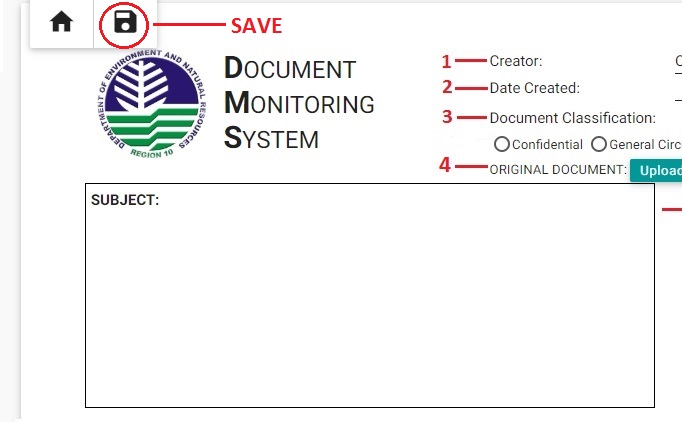 SAVE
DEPARTMENT OF ENVIRONMENT AND NATURAL RESOURCES
REGION 10
DOCUMENT
MONITORING
SYSTEM
1 Creator:
2 Date Created:
3 Document Classification:
Confidential General Circ
4 ORIGINAL DOCUMENT: Upload
SUBJECT: